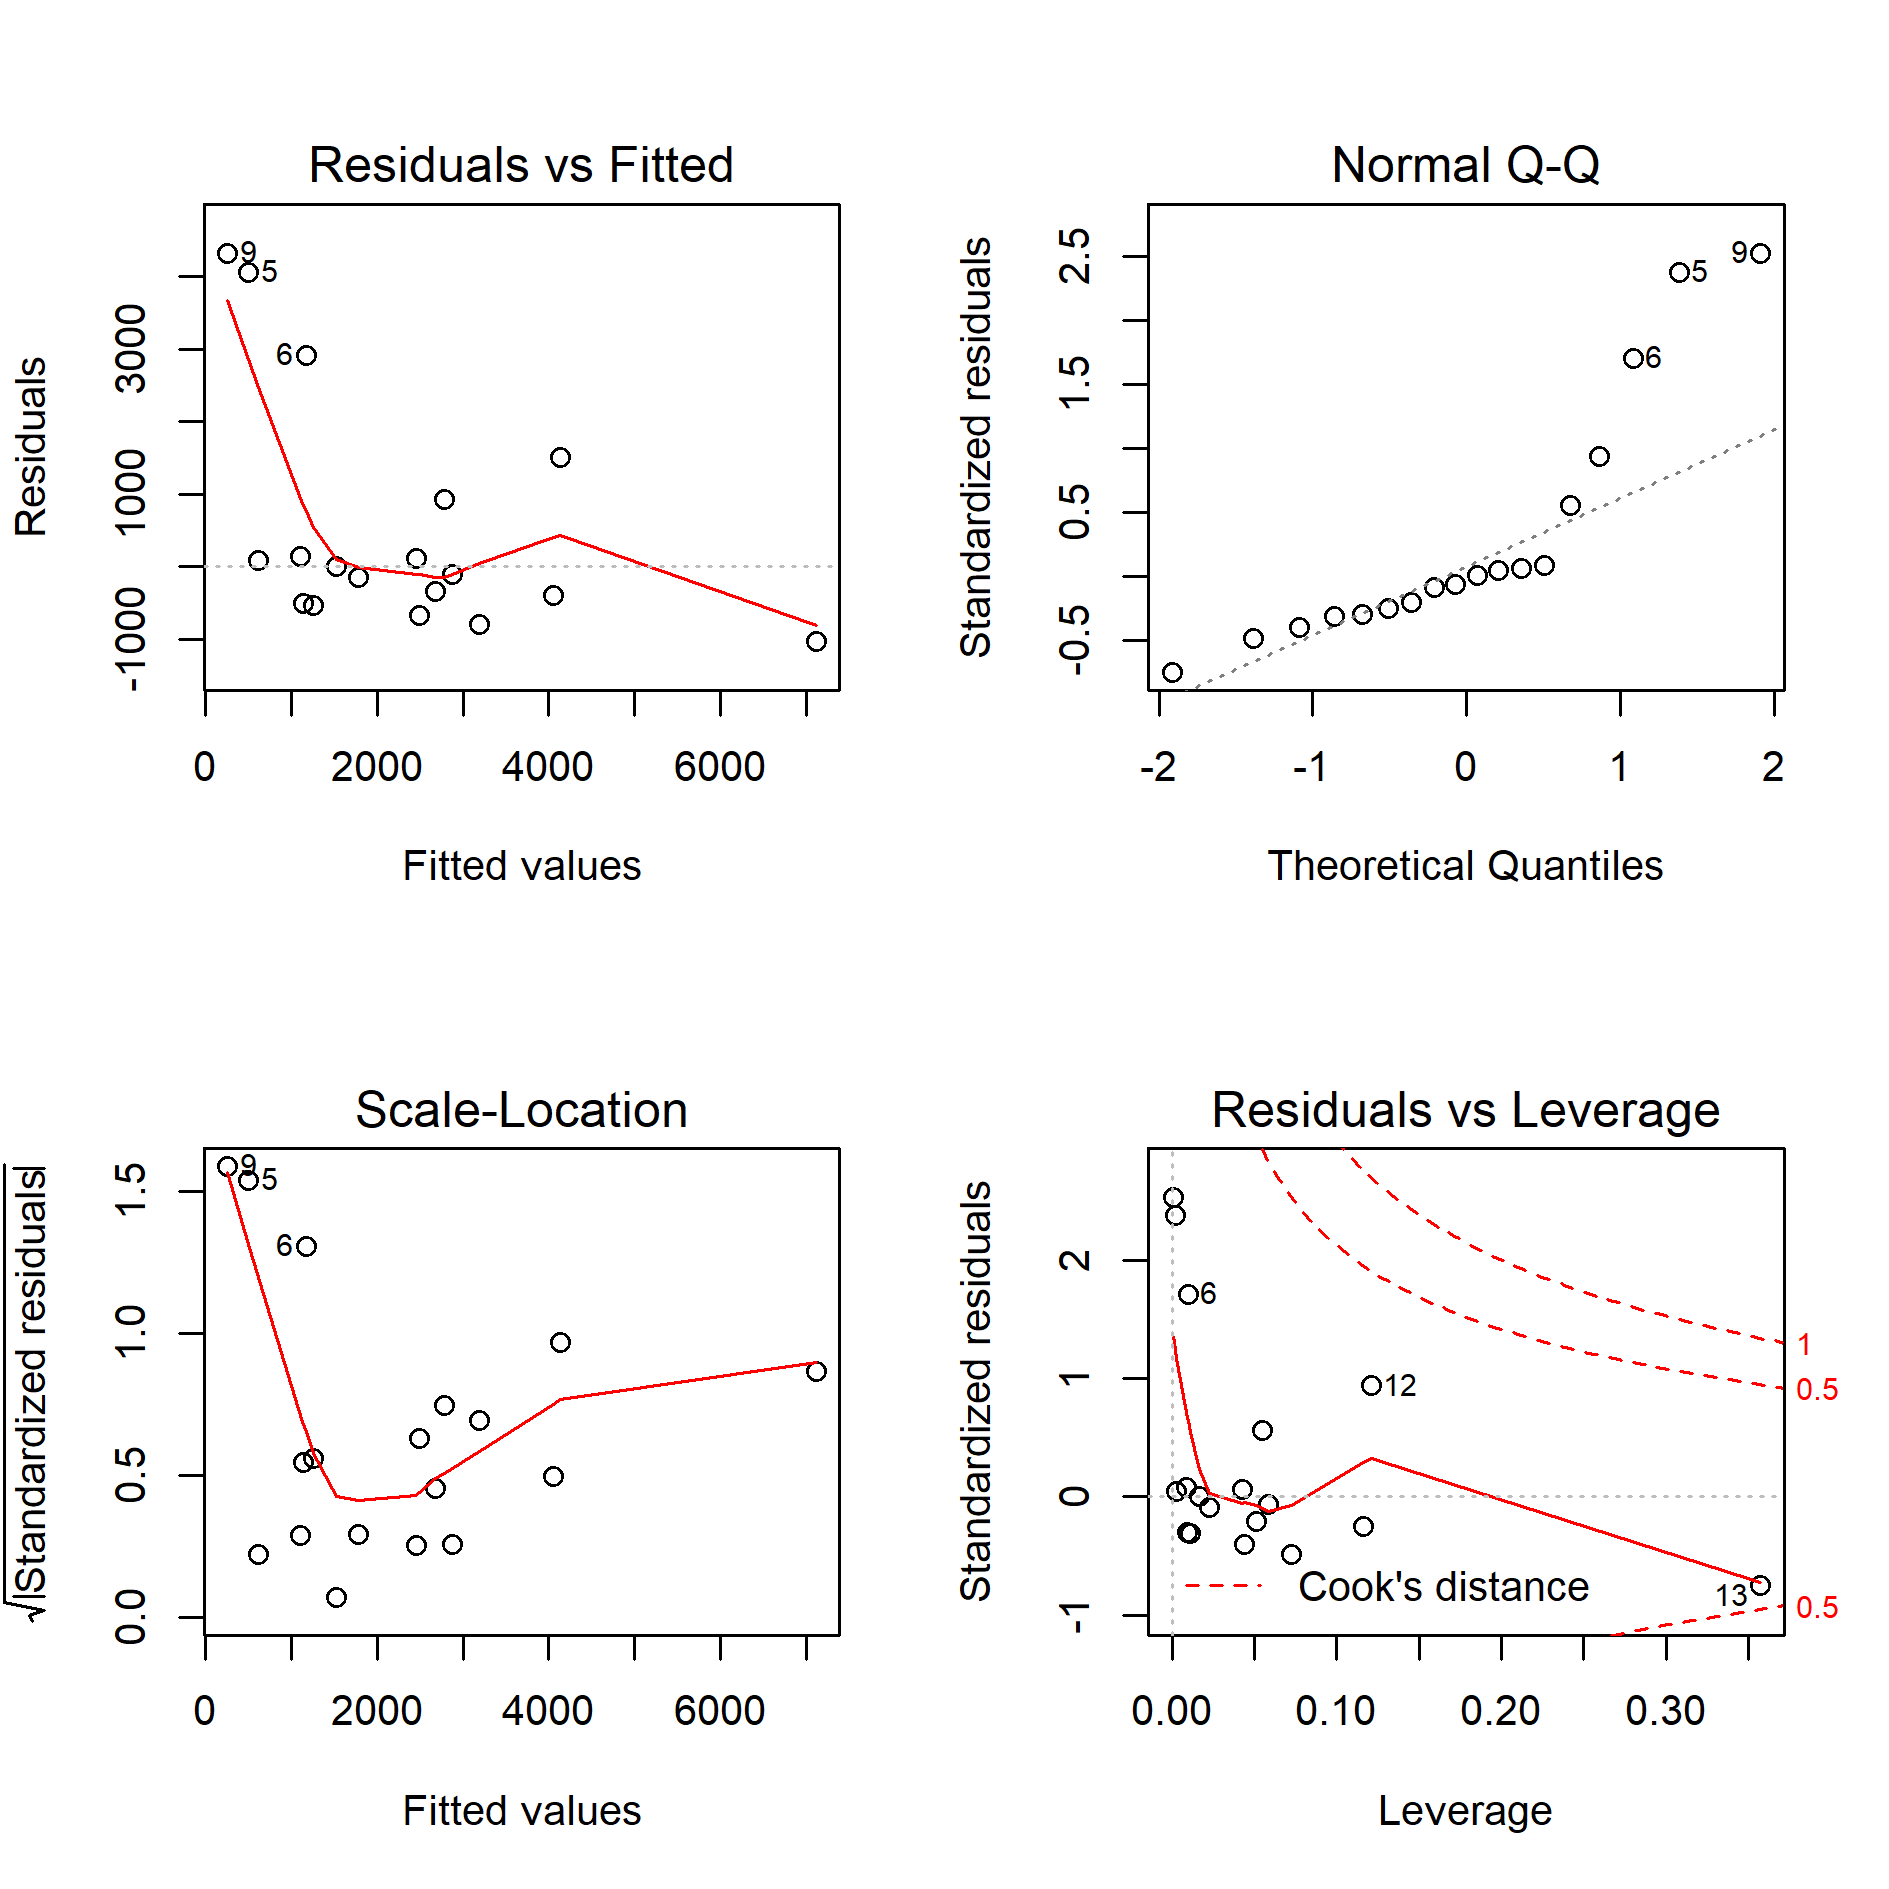 Residuals vs Fitted
Residuals
3000
1000
-1000
9
5
6
0 2000 4000 6000
Fitted values
Normal Q-Q
Standardized residuals
2.5
1.5
0.5
-0.5
9
5
6
-2 -1 0 1 2
Theoretical Quantiles
Scale-Location
√|Standardized residuals|
1.5
1.0
0.5
0.0
9
5
6
0 2000 4000 6000
Fitted values
Residuals vs Leverage
Standardized residuals
2
1
0
-1
6
12
13
1
0.5
0.5
Cook's distance
0.00 0.10 0.20 0.30
Leverage